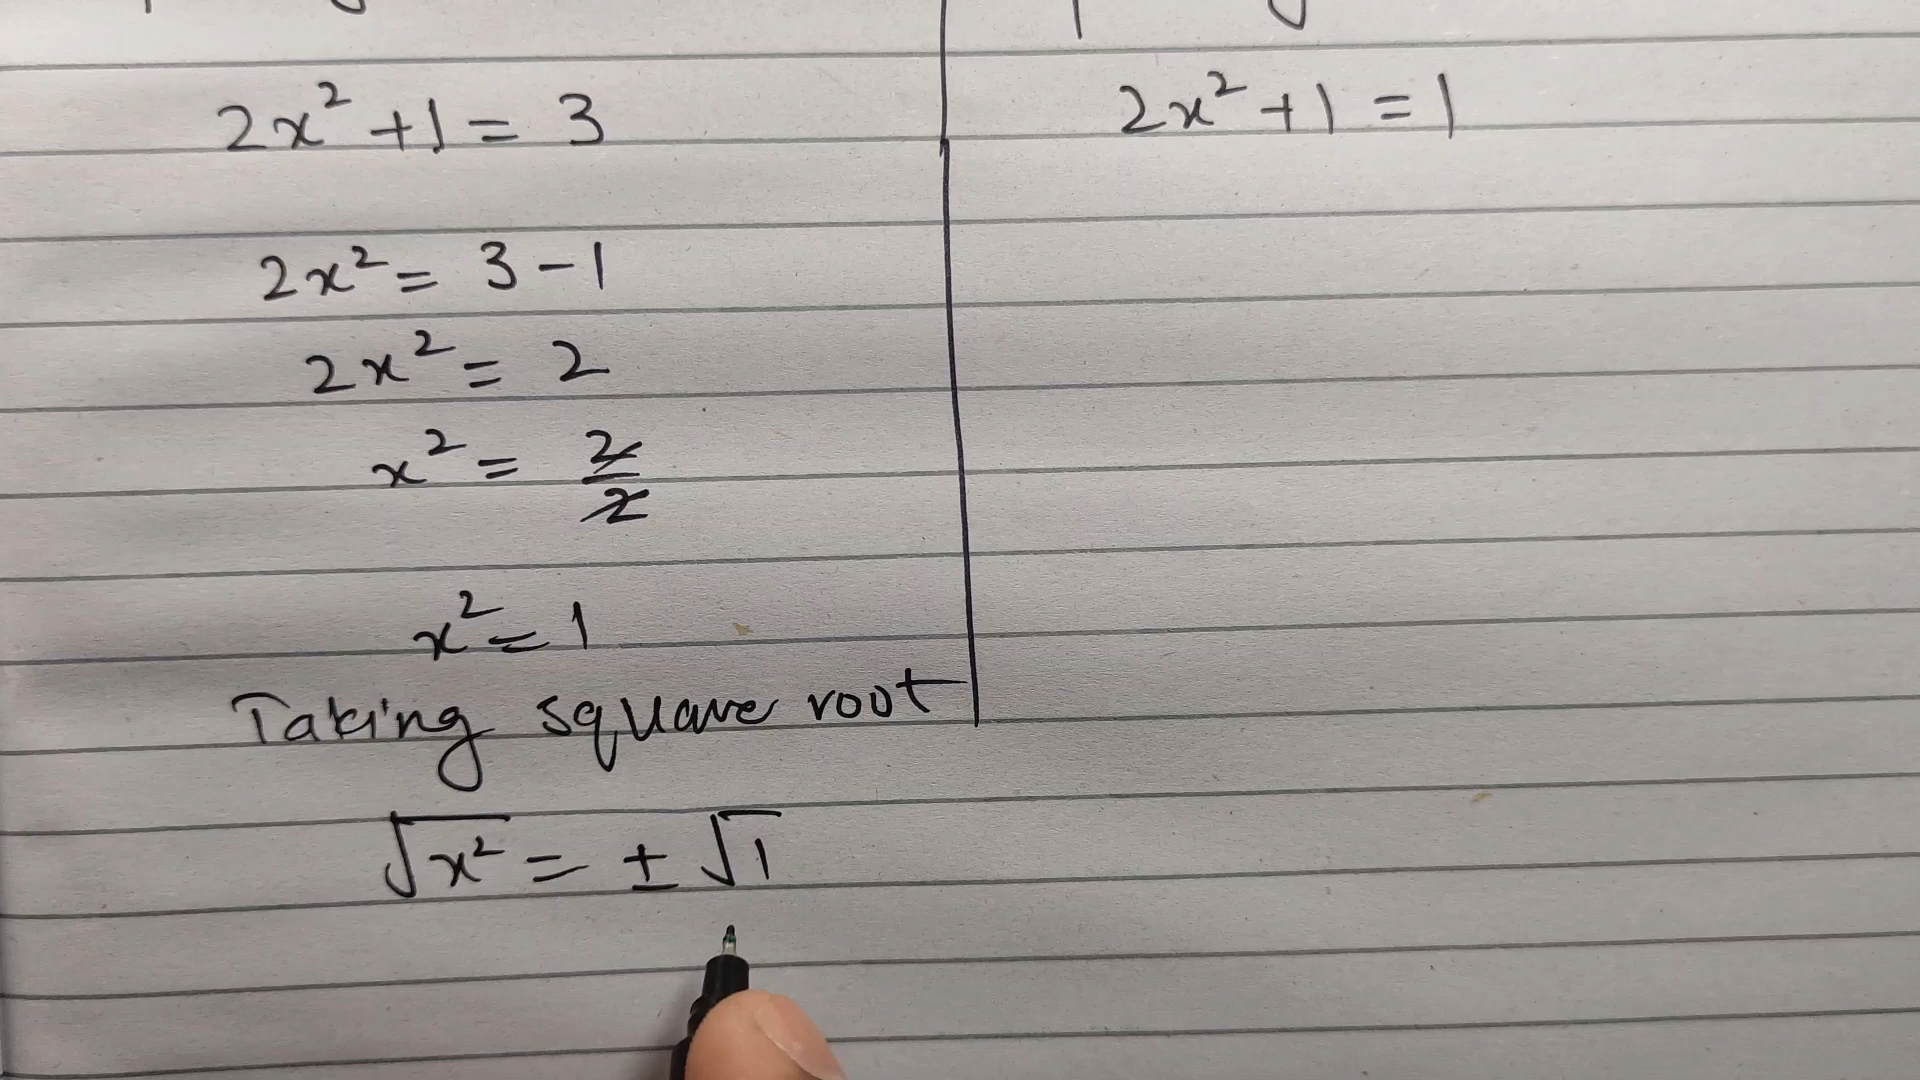 2x² + 1 = 3
2x² = 3 - 1
2x² = 2
x² = 2/2
x² = 1
Taking square root
√x² = ± √1
2x² + 1 = 1